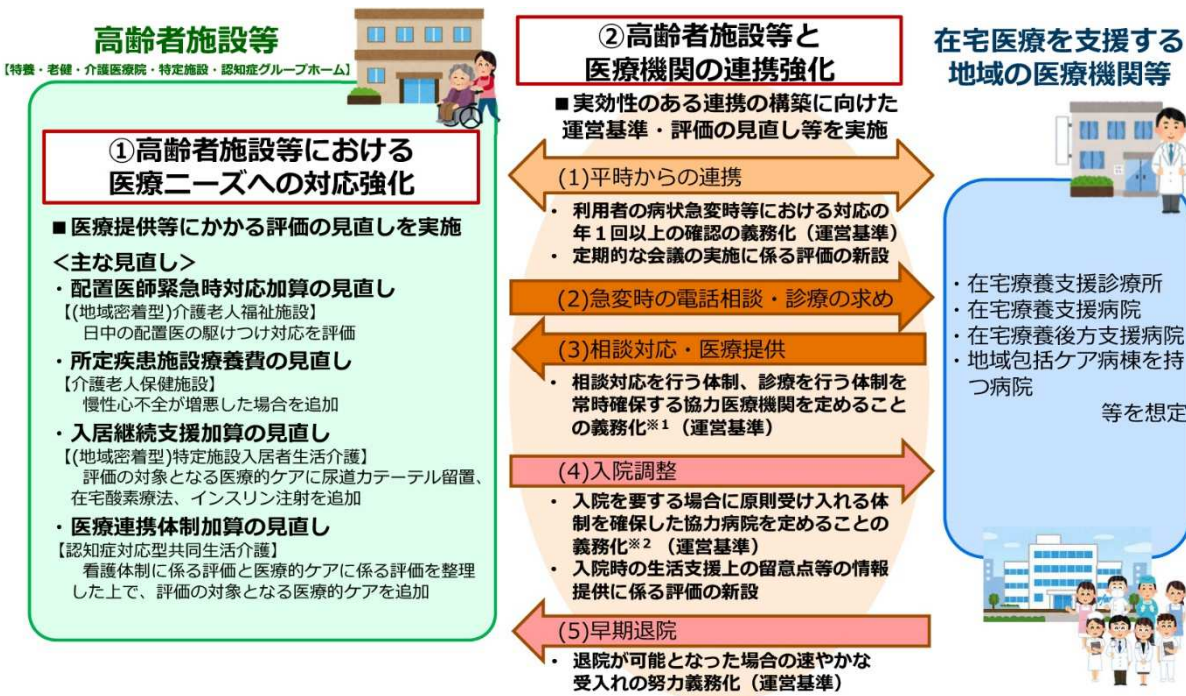 高齢者施設等
【特養・老健・介護医療院・特定施設・認知症グループホーム】
①高齢者施設等における
医療ニーズへの対応強化
■医療提供等にかかる評価の見直しを実施
<主な見直し>
・配置医師緊急時対応加算の見直し
【(地域密着型)介護老人福祉施設】
日中の配置医の駆けつけ対応を評価
・所定疾患施設療養費の見直し
【介護老人保健施設】
慢性心不全が増悪した場合を追加
・入居継続支援加算の見直し
【(地域密着型)特定施設入居者生活介護】
評価の対象となる医療的ケアに尿道カテーテル留置、
在宅酸素療法、インスリン注射を追加
・医療連携体制加算の見直し
【認知症対応型共同生活介護】
看護体制に係る評価と医療的ケアに係る評価を整理
した上で、評価の対象となる医療的ケアを追加
②高齢者施設等と
医療機関の連携強化
■実効性のある連携の構築に向けた
運営基準・評価の見直し等を実施
(1)平時からの連携
・ 利用者の病状急変時等における対応の
年１回以上の確認の義務化（運営基準）
・ 定期的な会議の実施に係る評価の新設
(2)急変時の電話相談・診療の求め
(3)相談対応・医療提供
・ 相談対応を行う体制、診療を行う体制を
常時確保する協力医療機関を定めること
の義務化※1（運営基準）
(4)入院調整
・ 入院を要する場合に原則受け入れる体
制を確保した協力病院を定めることの
義務化※2 （運営基準）
・ 入院時の生活支援上の留意点等の情報
提供に係る評価の新設
(5)早期退院
・ 退院が可能となった場合の速やかな
受入れの努力義務化（運営基準）
在宅医療を支援する
地域の医療機関等
・在宅療養支援診療所
・在宅療養支援病院
・在宅療養後方支援病院
・地域包括ケア病棟を持
つ病院
等を想定